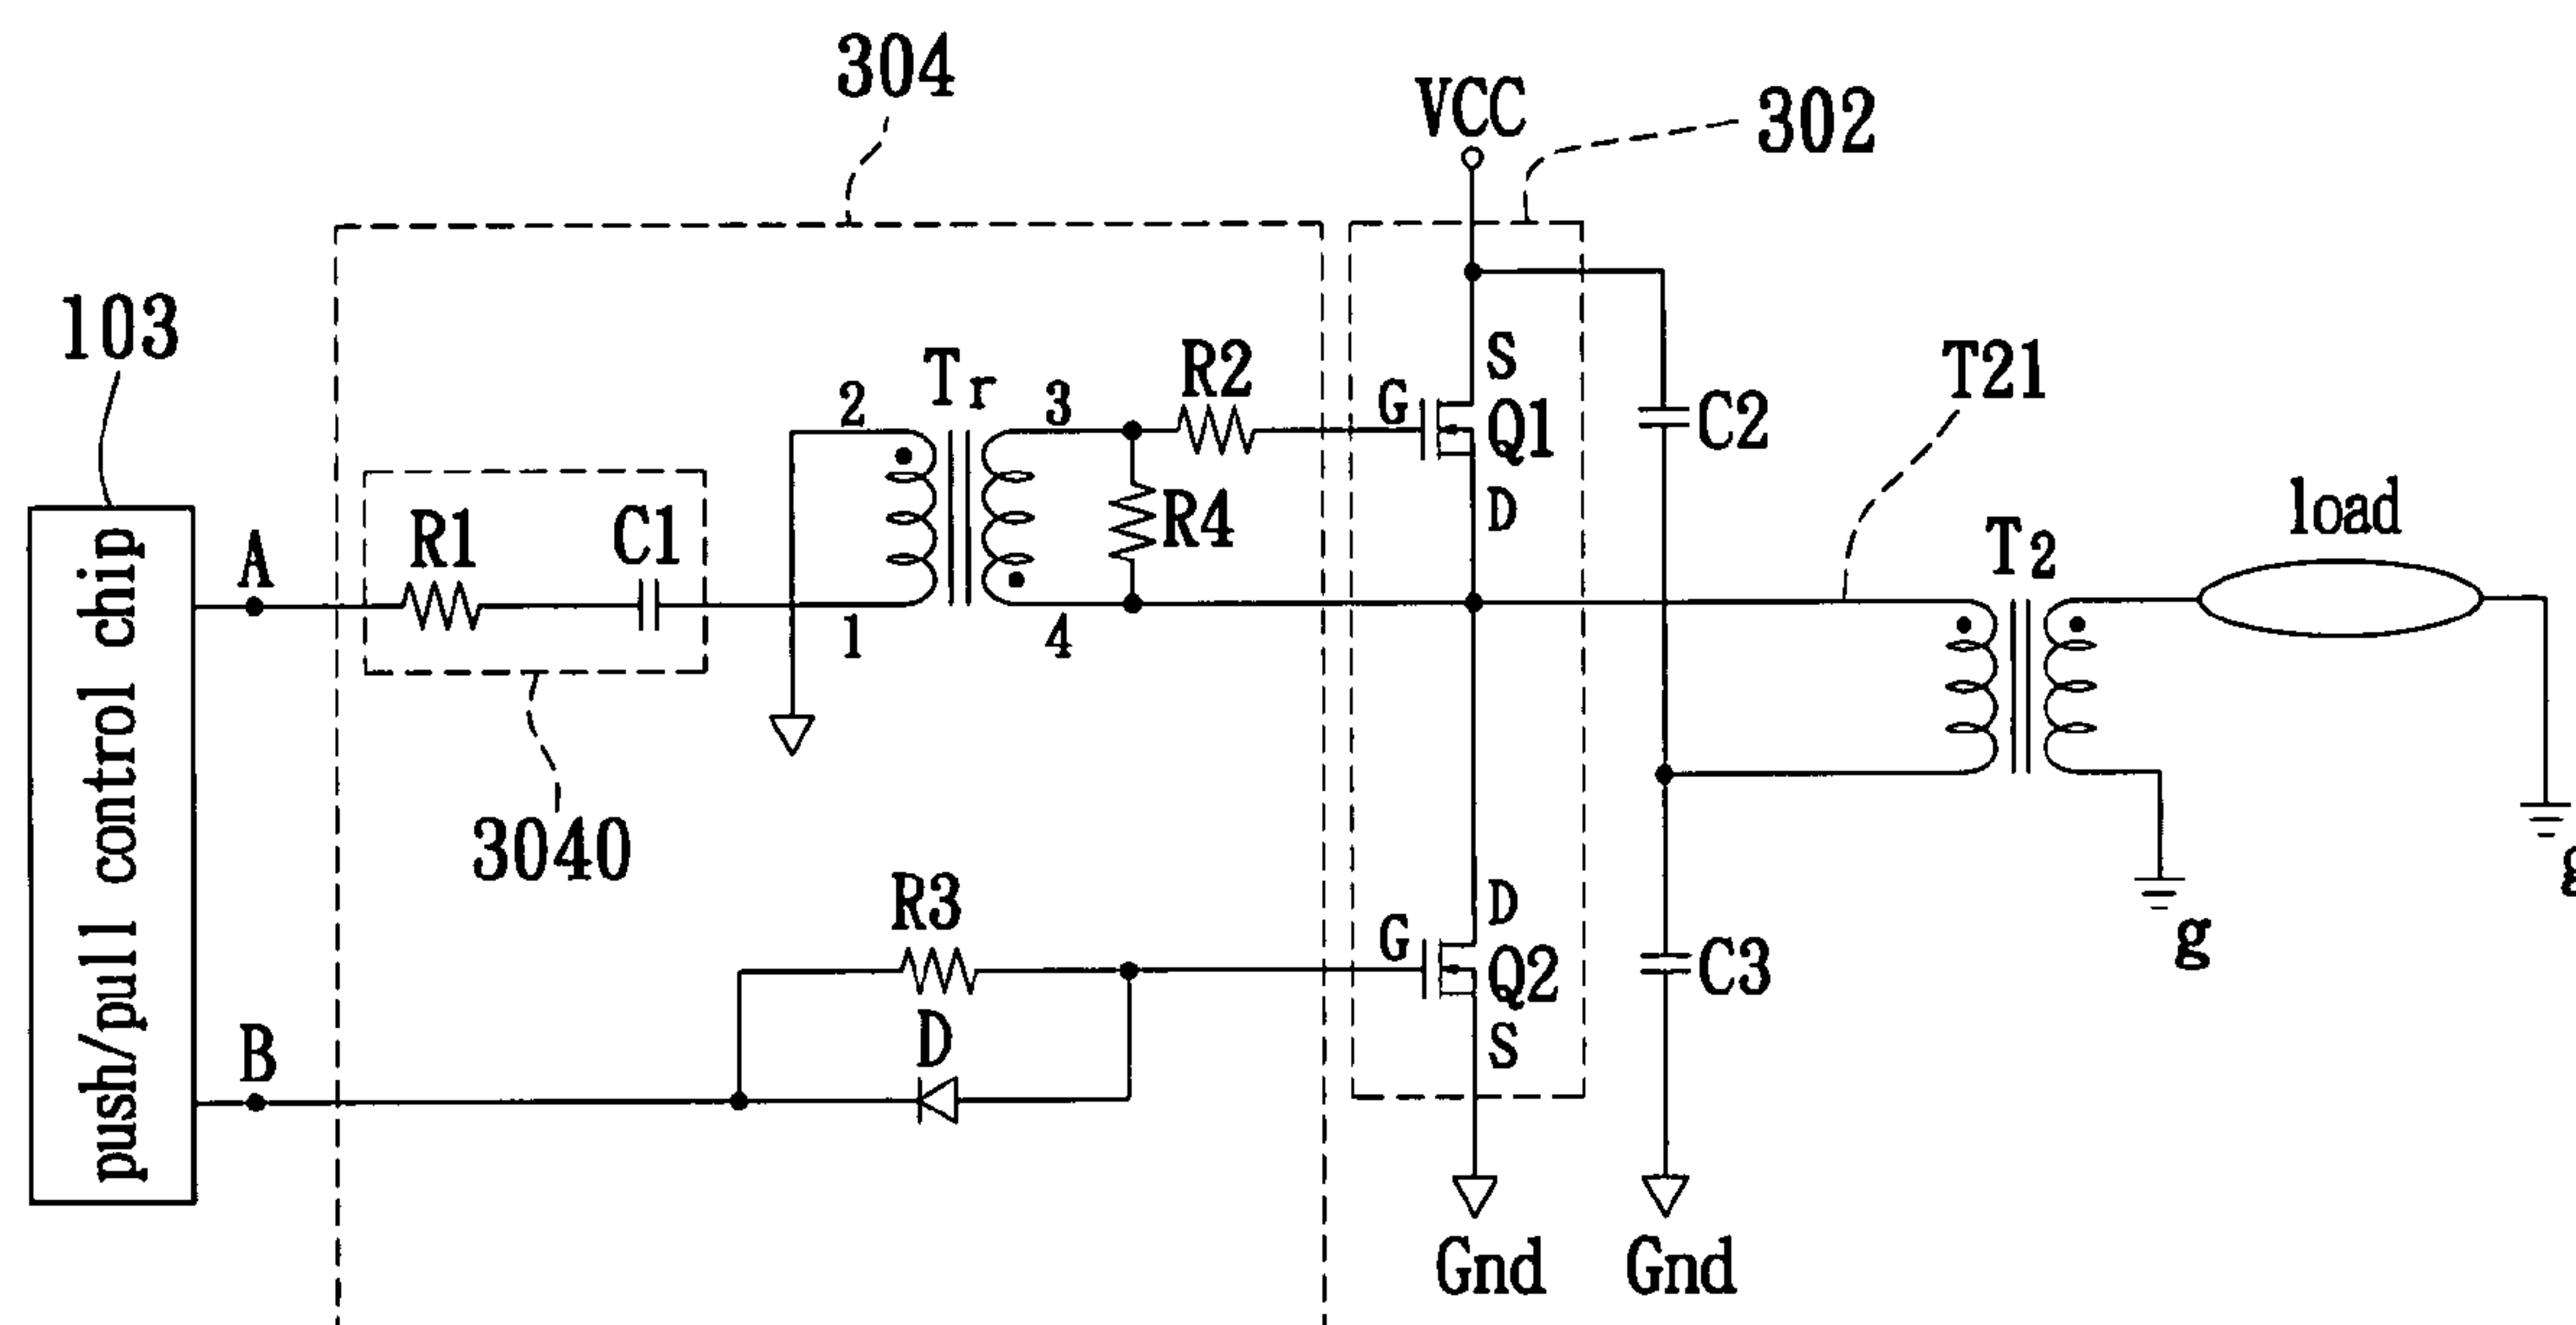 304
VCC
302
103
push/pull control chip
A
R1
C1
3040
2
Tr
3
R2
R4
1
4
G
S
Q1
D
C2
T21
T2
load
g
g
B
R3
D
G
D
Q2
S
C3
Gnd
Gnd